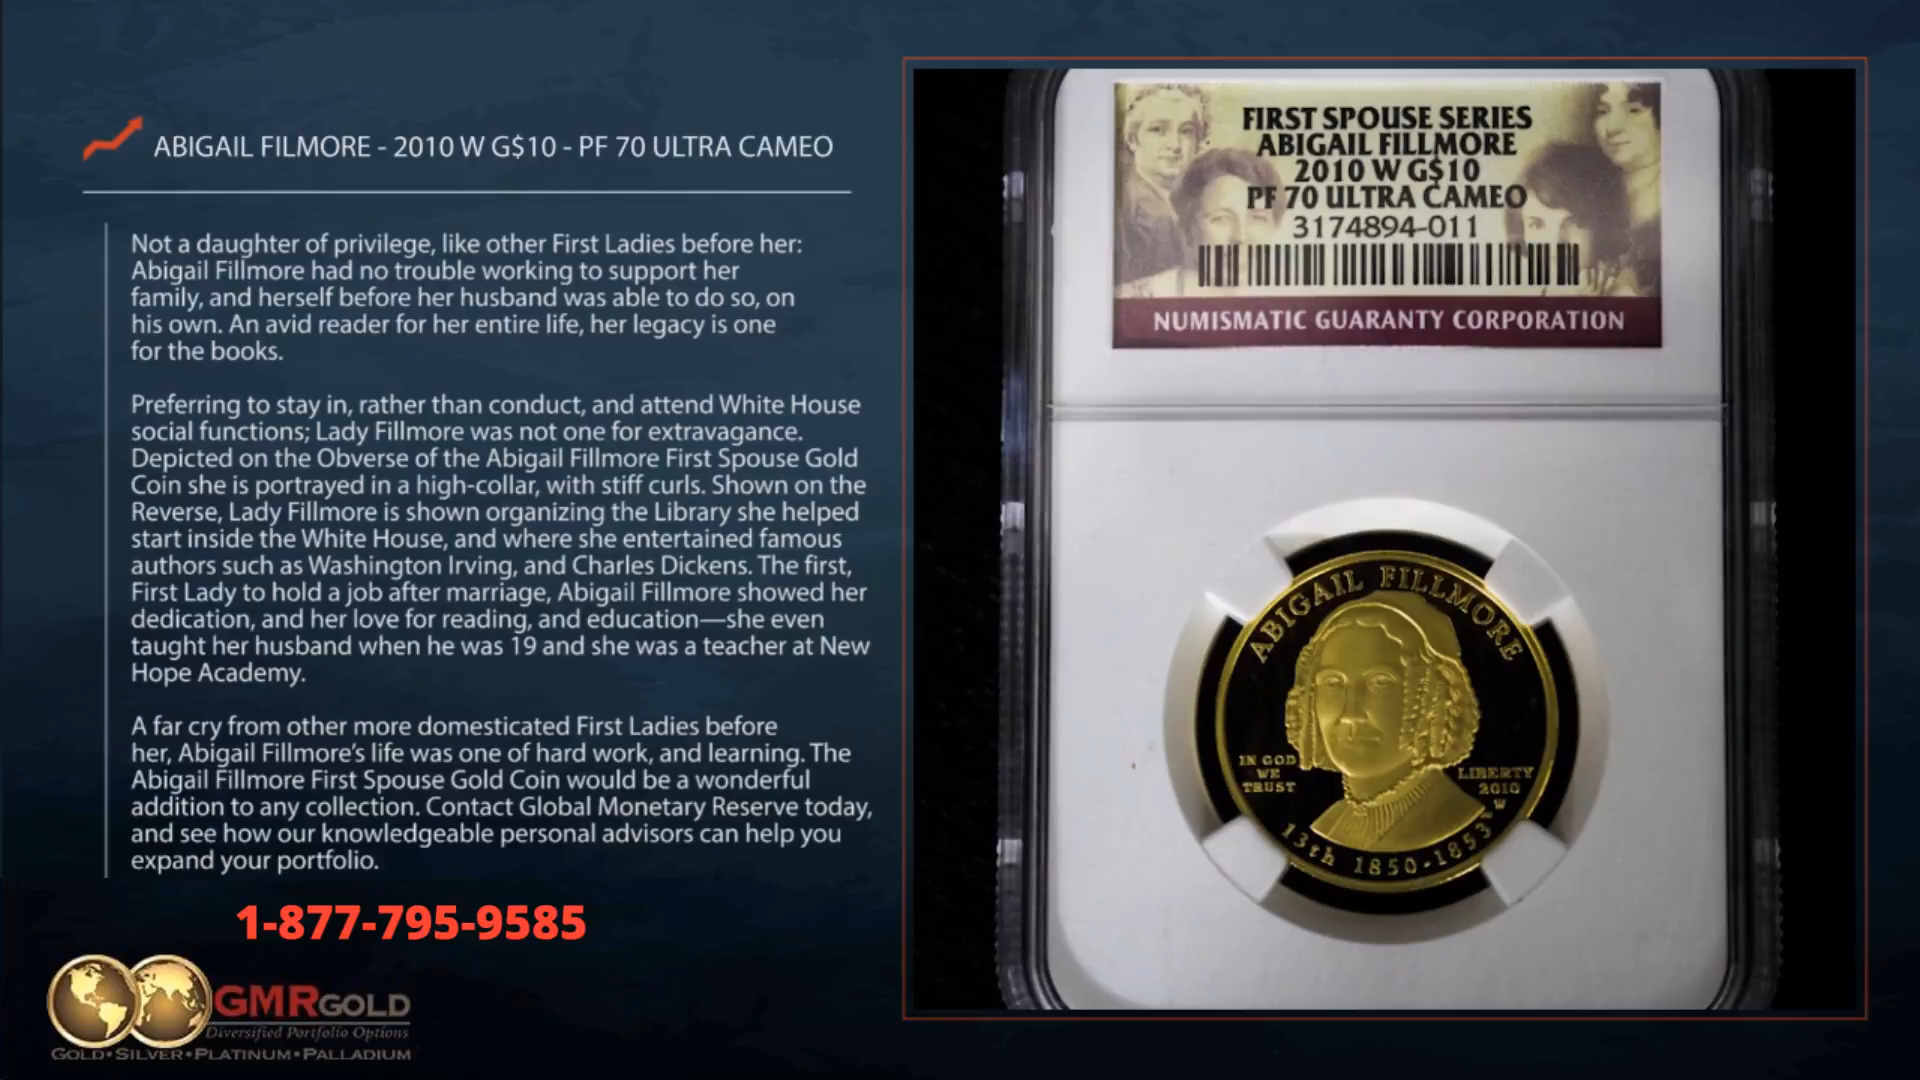 ABIGAIL FILMORE - 2010 W G$10 - PF 70 ULTRA CAMEO
Not a daughter of privilege, like other First Ladies before her:
Abigail Fillmore had no trouble working to support her
family, and herself before her husband was able to do so, on
his own. An avid reader for her entire life, her legacy is one
for the books.
Preferring to stay in, rather than conduct, and attend White House
social functions; Lady Fillmore was not one for extravagance.
Depicted on the Obverse of the Abigail Fillmore First Spouse Gold
Coin she is portrayed in a high-collar, with stiff curls. Shown on the
Reverse, Lady Fillmore is shown organizing the Library she helped
start inside the White House, and where she entertained famous
authors such as Washington Irving, and Charles Dickens. The first,
First Lady to hold a job after marriage, Abigail Fillmore showed her
dedication, and her love for reading, and education—she even
taught her husband when he was 19 and she was a teacher at New
Hope Academy.
A far cry from other more domesticated First Ladies before
her, Abigail Fillmore's life was one of hard work, and learning. The
Abigail Fillmore First Spouse Gold Coin would be a wonderful
addition to any collection. Contact Global Monetary Reserve today,
and see how our knowledgeable personal advisors can help you
expand your portfolio.
1-877-795-9585
GMRGOLD
Diversified Portfolio Options
GOLD•SILVER•PLATINUM•PALLADIUM
FIRST SPOUSE SERIES
ABIGAIL FILLMORE
2010 W G$10
PF 70 ULTRA CAMEO
3174894-011
NUMISMATIC GUARANTY CORPORATION
ABIGAIL FILLMORE
IN GOD
WE
TRUST
LIBERTY
2010
W
13th 1850-1853